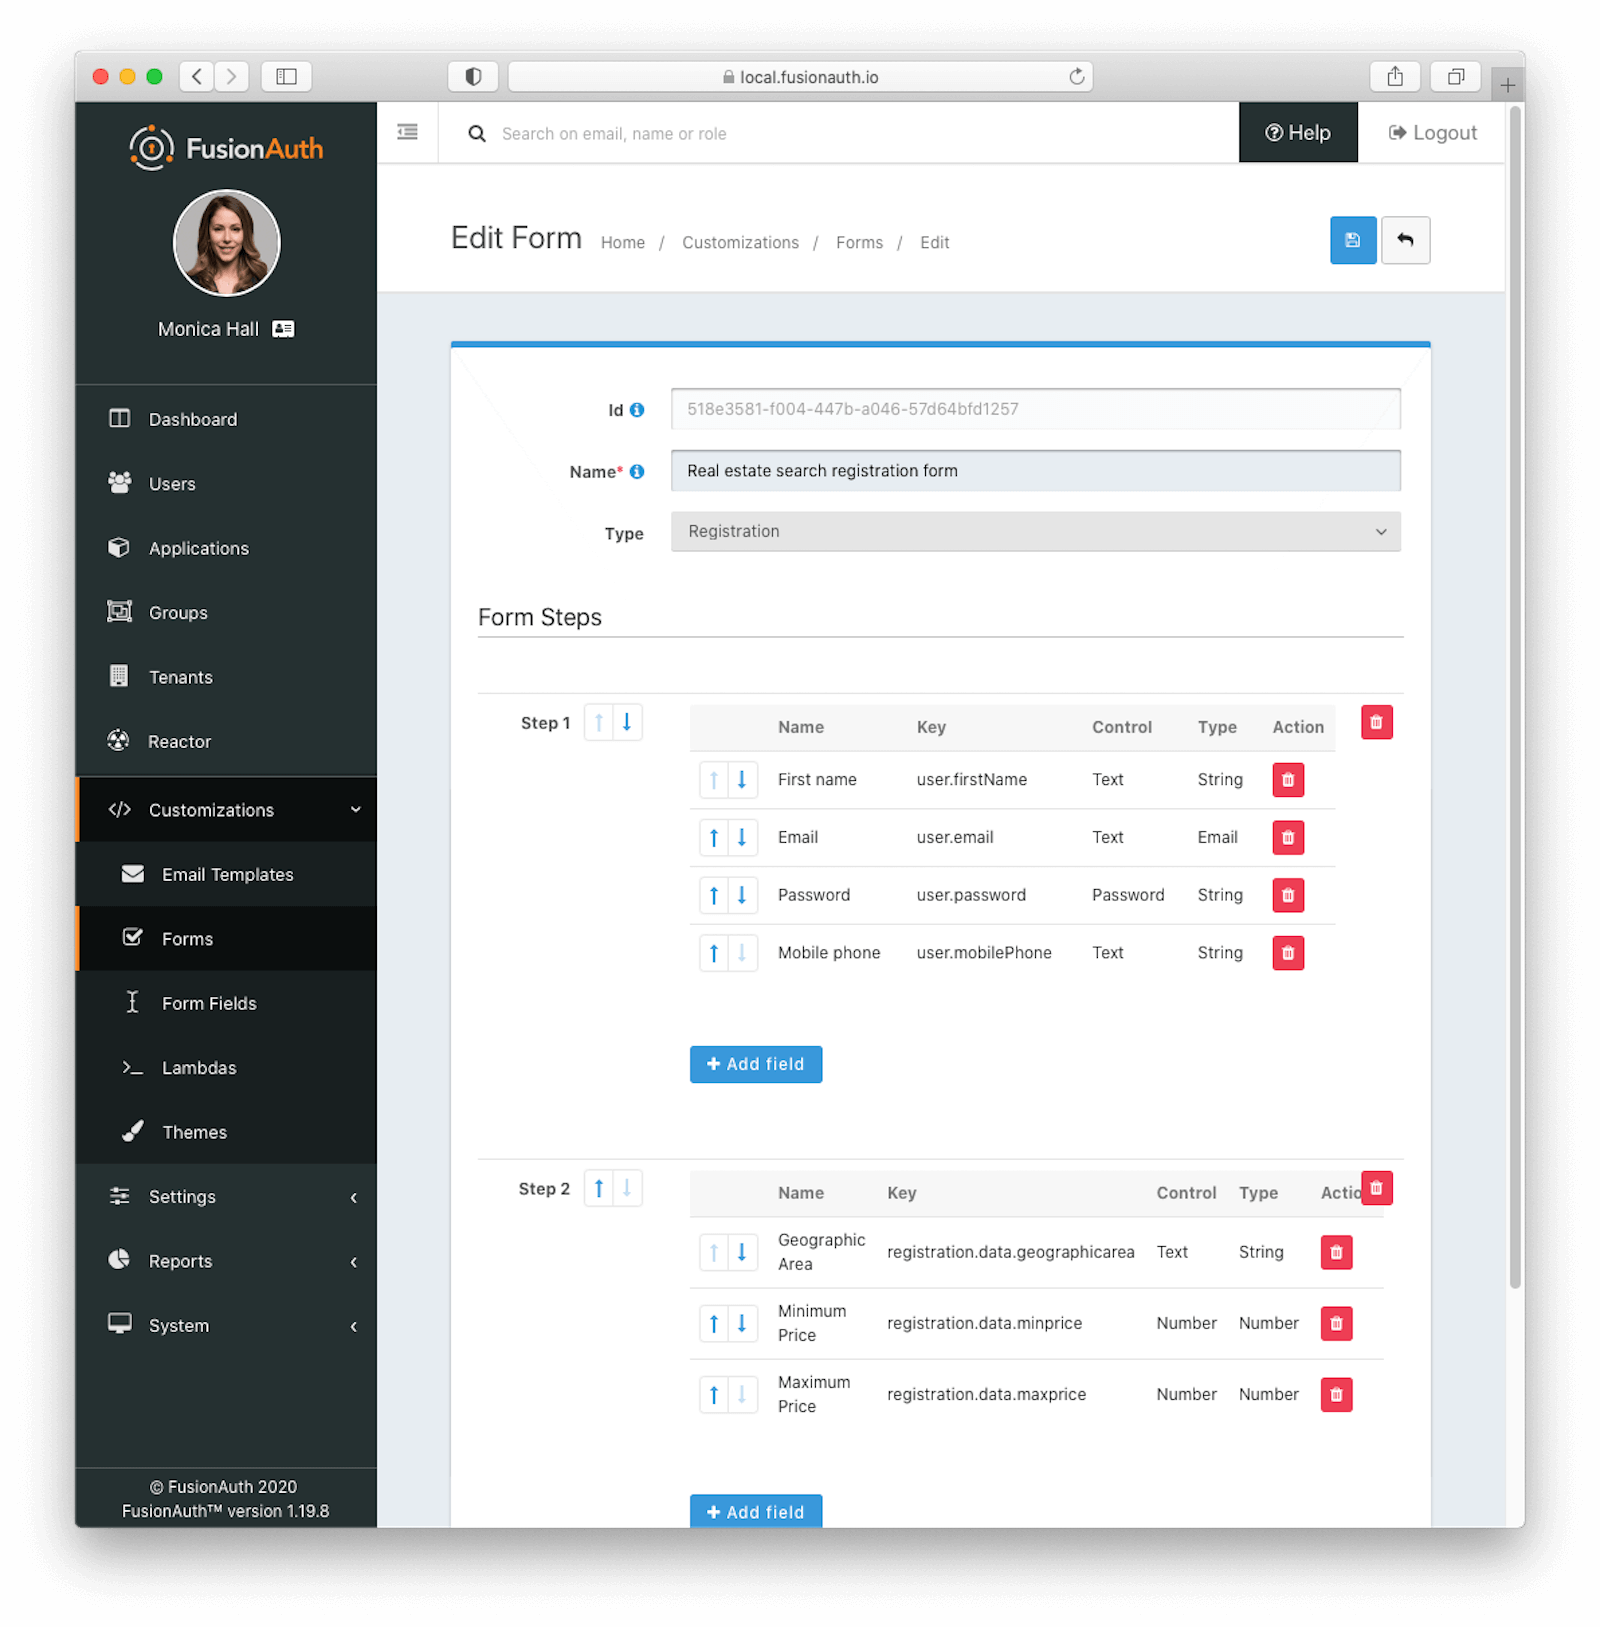 local.fusionauth.io
FusionAuth
Monica Hall
Dashboard
Users
Applications
Groups
Tenants
Reactor
Customizations
Email Templates
Forms
Form Fields
Lambdas
Themes
Settings
Reports
System
© FusionAuth 2020
FusionAuth™ version 1.19.8
Search on email, name or role
Help
Logout
Edit Form Home / Customizations / Forms / Edit
Id 518e3581-f004-447b-a046-57d64bfd1257
Name* Real estate search registration form
Type Registration
Form Steps
Step 1 Name Key Control Type Action
First name user.firstName Text String
Email user.email Text Email
Password user.password Password String
Mobile phone user.mobilePhone Text String
+ Add field
Step 2 Name Key Control Type Actio
Geographic
Area registration.data.geographicarea Text String
Minimum
Price registration.data.minprice Number Number
Maximum
Price registration.data.maxprice Number Number
+ Add field